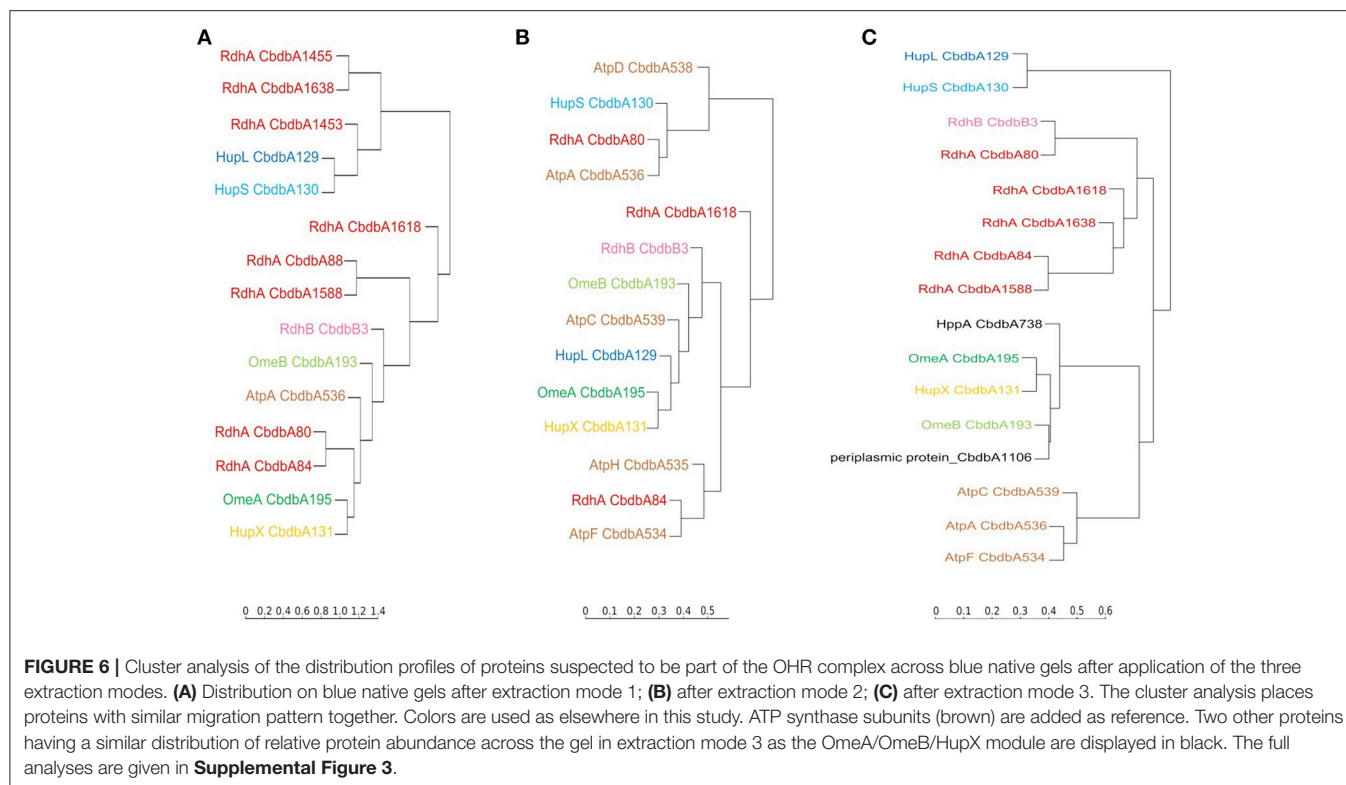 A
RdhA CbdbA1455
RdhA CbdbA1638
RdhA CbdbA1453
HupL CbdbA129
HupS CbdbA130
RdhA CbdbA1618
RdhA CbdbA88
RdhA CbdbA1588
RdhB CbdbB3
OmeB CbdbA193
AtpA CbdbA536
RdhA CbdbA80
RdhA CbdbA84
OmeA CbdbA195
HupX CbdbA131
0 0.2 0.4 0.6 0.8 1.0 1.2 1.4
B
AtpD CbdbA538
HupS CbdbA130
RdhA CbdbA80
AtpA CbdbA536
RdhA CbdbA1618
RdhB CbdbB3
OmeB CbdbA193
AtpC CbdbA539
HupL CbdbA129
OmeA CbdbA195
HupX CbdbA131
AtpH CbdbA535
RdhA CbdbA84
AtpF CbdbA534
0 0.1 0.2 0.3 0.4 0.5
C
HupL CbdbA129
HupS CbdbA130
RdhB CbdbB3
RdhA CbdbA80
RdhA CbdbA1618
RdhA CbdbA1638
RdhA CbdbA84
RdhA CbdbA1588
HppA CbdbA738
OmeA CbdbA195
HupX CbdbA131
OmeB CbdbA193
periplasmic protein_CbdbA1106
AtpC CbdbA539
AtpA CbdbA536
AtpF CbdbA534
0 0.1 0.2 0.3 0.4 0.5 0.6
FIGURE 6 | Cluster analysis of the distribution profiles of proteins suspected to be part of the OHR complex across blue native gels after application of the three
extraction modes. (A) Distribution on blue native gels after extraction mode 1; (B) after extraction mode 2; (C) after extraction mode 3. The cluster analysis places
proteins with similar migration pattern together. Colors are used as elsewhere in this study. ATP synthase subunits (brown) are added as reference. Two other proteins
having a similar distribution of relative protein abundance across the gel in extraction mode 3 as the OmeA/OmeB/HupX module are displayed in black. The full
analyses are given in Supplemental Figure 3.